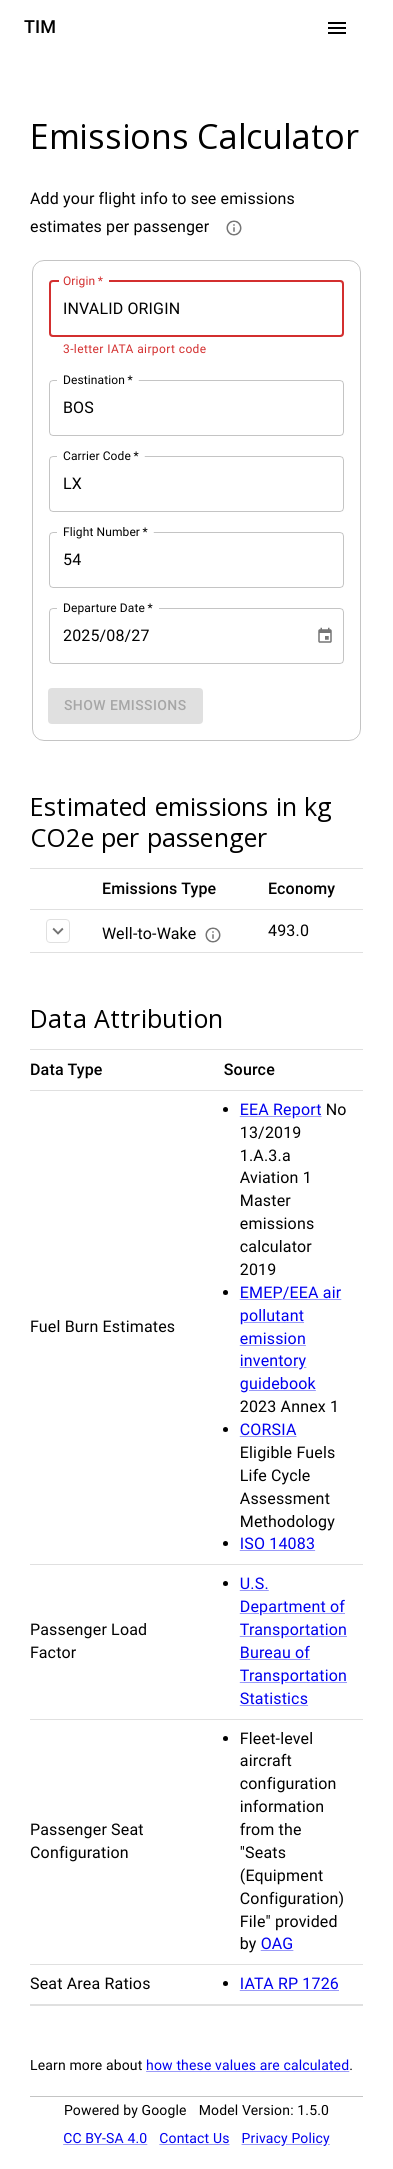 TIM
Emissions Calculator
Add your flight info to see emissions
estimates per passenger
Origin *
INVALID ORIGIN
3-letter IATA airport code
Destination *
BOS
Carrier Code *
LX
Flight Number *
54
Departure Date *
2025/08/27
SHOW EMISSIONS
Estimated emissions in kg
CO2e per passenger
Emissions Type Economy
Well-to-Wake 493.0
Data Attribution
Data Type Source
Fuel Burn Estimates
• EEA Report No
13/2019
1.A.3.a
Aviation 1
Master
emissions
calculator
2019
• EMEP/EEA air
pollutant
emission
inventory
guidebook
2023 Annex 1
• CORSIA
Eligible Fuels
Life Cycle
Assessment
Methodology
• ISO 14083
Passenger Load
Factor
• U.S.
Department of
Transportation
Bureau of
Transportation
Statistics
Passenger Seat
Configuration
• Fleet-level
aircraft
configuration
information
from the
"Seats
(Equipment
Configuration)
File" provided
by OAG
Seat Area Ratios
• IATA RP 1726
Learn more about how these values are calculated.
Powered by Google Model Version: 1.5.0
CC BY-SA 4.0 Contact Us Privacy Policy